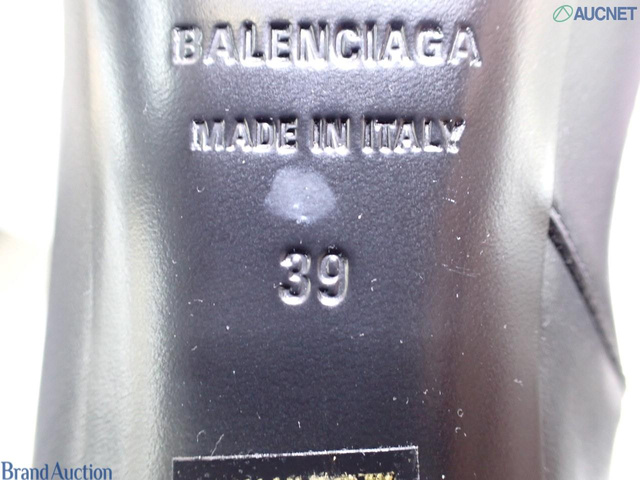 AUCNET
BALENCIAGA
MADE IN ITALY
39
Brand Auction